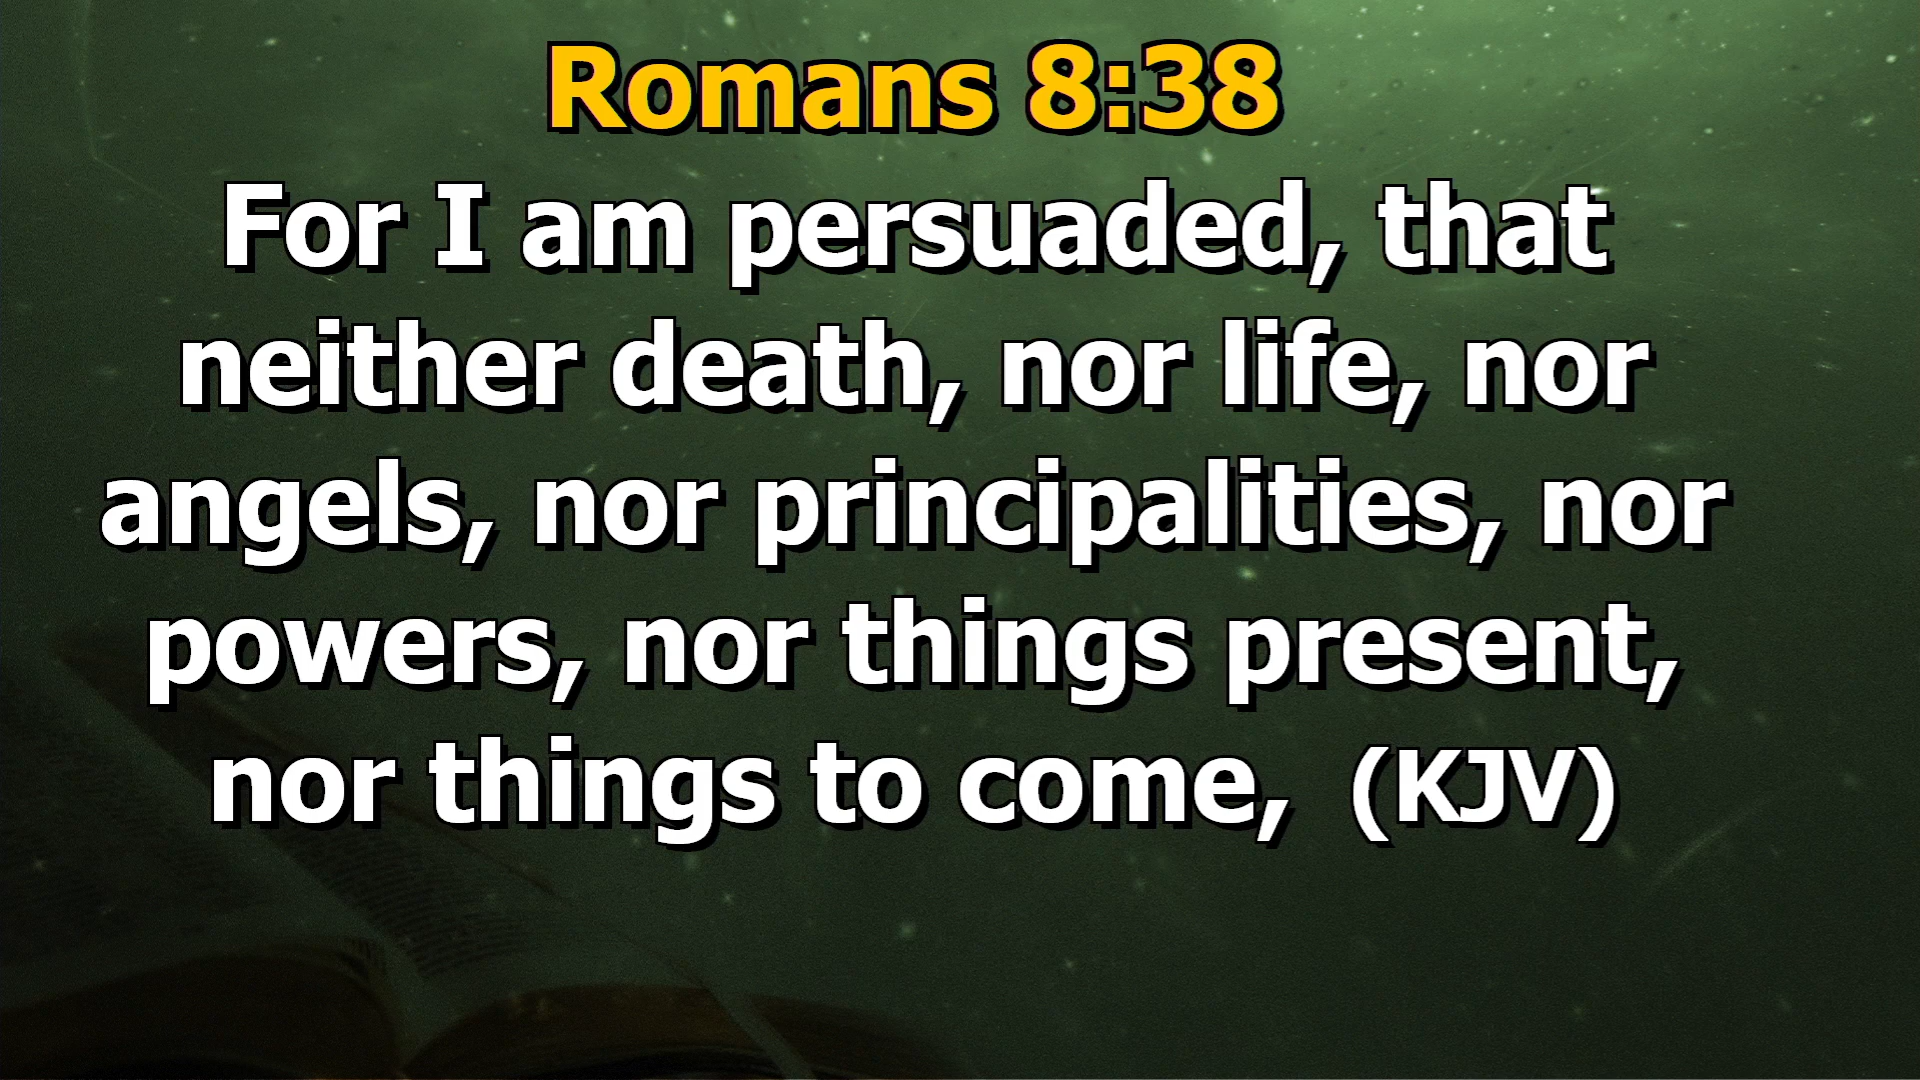 Romans 8:38
For I am persuaded, that
neither death, nor life, nor
angels, nor principalities, nor
powers, nor things present,
nor things to come, (KJV)